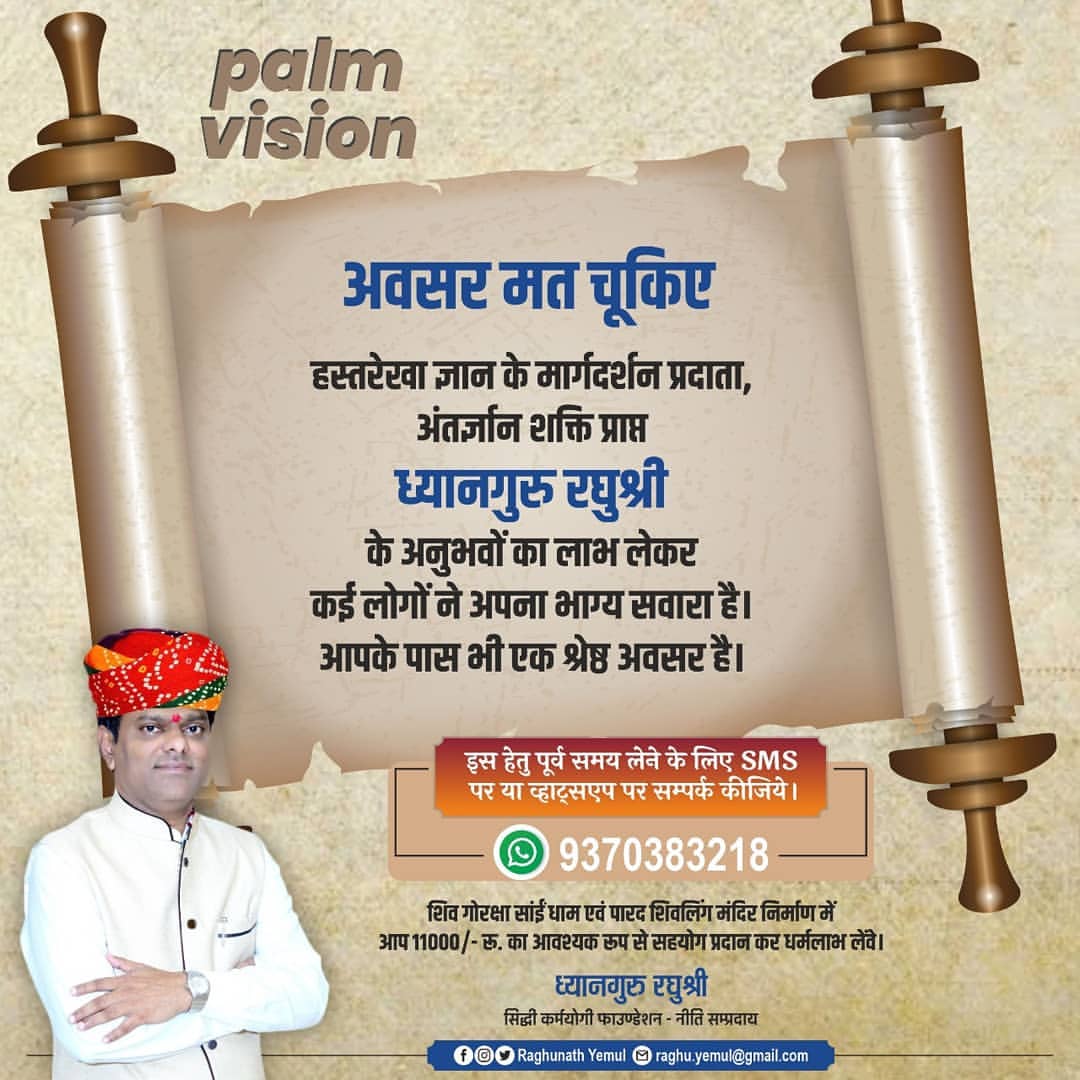 palm
vision
अवसर मत चूकिए
हस्तरेखा ज्ञान के मार्गदर्शन प्रदाता,
अंतर्ज्ञान शक्ति प्राप्त
ध्यानगुरु रघुश्री
के अनुभवों का लाभ लेकर
कई लोगों ने अपना भाग्य सवारा है।
आपके पास भी एक श्रेष्ठ अवसर है।
इस हेतु पूर्व समय लेने के लिए SMS
पर या व्हाट्सएप पर सम्पर्क कीजिये।
9370383218
शिव गोरक्षा सांईं धाम एवं पारद शिवलिंग मंदिर निर्माण में
आप 11000/- रू. का आवश्यक रूप से सहयोग प्रदान कर धर्मलाभ लेंवे।
ध्यानगुरु रघुश्री
सिद्धी कर्मयोगी फाउण्डेशन - नीति सम्प्रदाय
Raghunath Yemul raghu.yemul@gmail.com